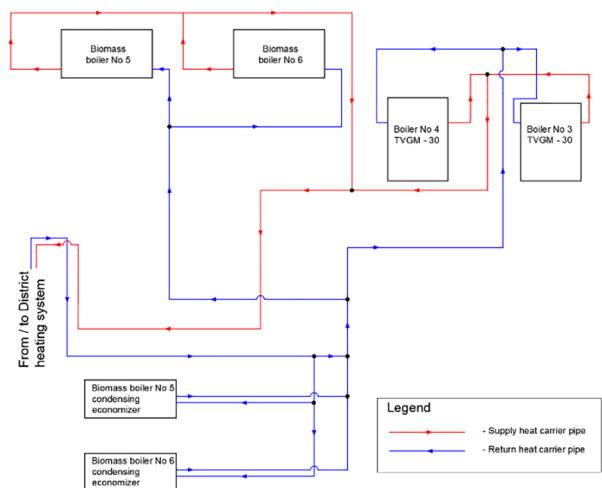 Biomass
boiler No 5
Biomass
boiler No 6
Boiler No 4
TVGM - 30
Boiler No 3
TVGM - 30
From / to District
heating system
Biomass boiler No 5
condensing
economizer
Biomass boiler No 6
condensing
economizer
Legend
- Supply heat carrier pipe
- Return heat carrier pipe